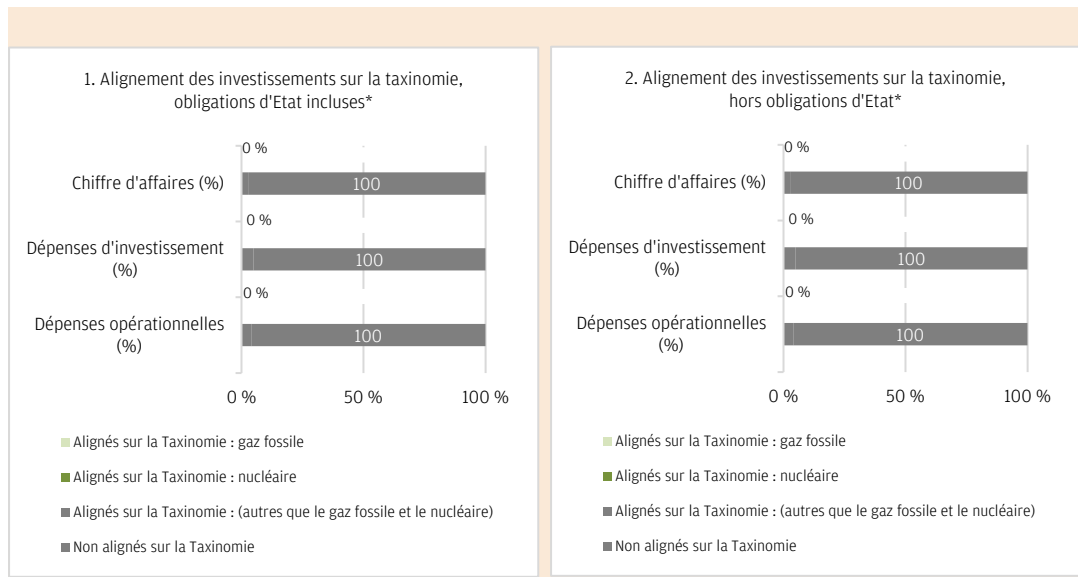 1. Alignement des investissements sur la taxinomie,
obligations d'Etat incluses*
0 %
Chiffre d'affaires (%)
100
0 %
Dépenses d'investissement
(%)
100
0 %
Dépenses opérationnelles
(%)
100
0 %
50 %
100 %
Alignés sur la Taxinomie : gaz fossile
Alignés sur la Taxinomie : nucléaire
Alignés sur la Taxinomie : (autres que le gaz fossile et le nucléaire)
Non alignés sur la Taxinomie
2. Alignement des investissements sur la taxinomie,
hors obligations d'Etat*
0 %
Chiffre d'affaires (%)
100
0 %
Dépenses d'investissement
(%)
100
0 %
Dépenses opérationnelles
(%)
100
0 %
50 %
100 %
Alignés sur la Taxinomie : gaz fossile
Alignés sur la Taxinomie : nucléaire
Alignés sur la Taxinomie : (autres que le gaz fossile et le nucléaire)
Non alignés sur la Taxinomie